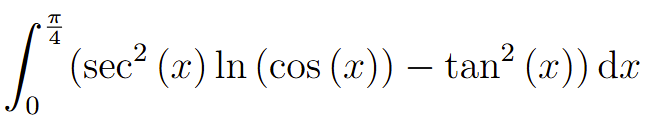 ∫₀^{π/4} (sec² (x) ln (cos (x)) − tan² (x)) dx